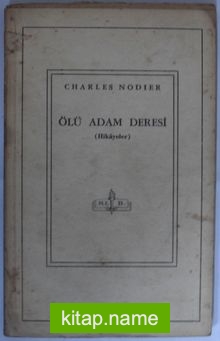 CHARLES NODIER
ÖLÜ ADAM DERESİ
(Hikâyeler)
kitap.name